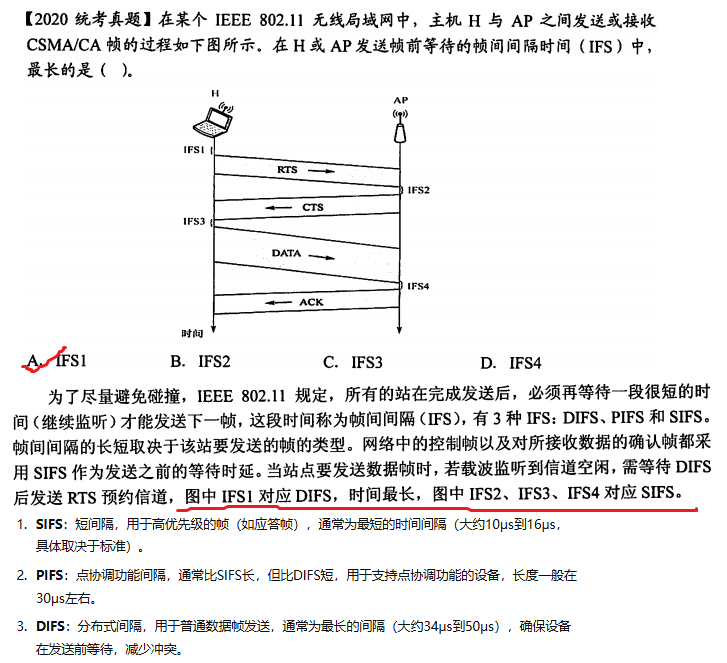 【2020 统考真题】在某个 IEEE 802.11 无线局域网中，主机 H 与 AP 之间发送或接收
CSMA/CA 帧的过程如下图所示。在 H 或 AP 发送帧前等待的帧间间隔时间（IFS）中，
最长的是（ ）。
H
AP
IFS1
RTS
IFS2
CTS
IFS3
DATA
IFS4
ACK
时间
A. IFS1 B. IFS2 C. IFS3 D. IFS4
为了尽量避免碰撞，IEEE 802.11 规定，所有的站在完成发送后，必须再等待一段很短的时
间（继续监听）才能发送下一帧，这段时间称为帧间间隔（IFS），有 3 种 IFS：DIFS、PIFS 和 SIFS。
帧间间隔的长短取决于该站要发送的帧的类型。网络中的控制帧以及对所接收数据的确认帧都采
用 SIFS 作为发送之前的等待时延。当站点要发送数据帧时，若载波监听到信道空闲，需等待 DIFS
后发送 RTS 预约信道，图中 IFS1 对应 DIFS，时间最长，图中 IFS2、IFS3、IFS4 对应 SIFS。
1. SIFS：短间隔，用于高优先级的帧（如应答帧），通常为最短的时间间隔（大约10μs到16μs，
具体取决于标准）。
2. PIFS：点协调功能间隔，通常比SIFS长，但比DIFS短，用于支持点协调功能的设备，长度一般在
30μs左右。
3. DIFS：分布式间隔，用于普通数据帧发送，通常为最长的间隔（大约34μs到50μs），确保设备
在发送前等待，减少冲突。